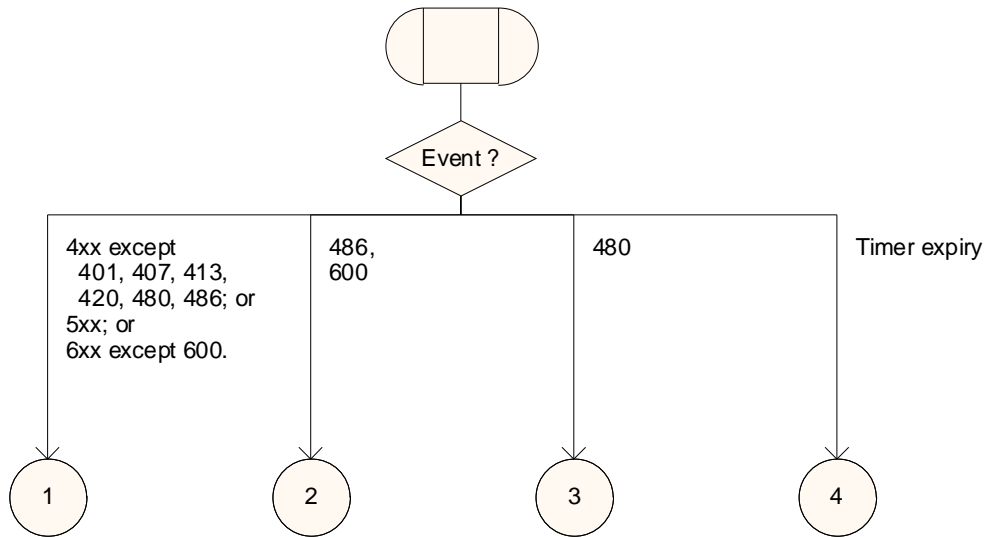 Event ?
4xx except
401, 407, 413,
420, 480, 486; or
5xx; or
6xx except 600.
486,
600
480
Timer expiry
1
2
3
4